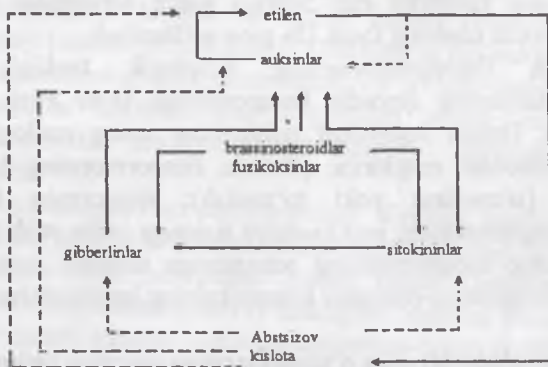 etilen
auksinlar
brassinosteroidlar
fuzikoksinlar
gibberlinlar
sitokininlar
Abstsizov
kislota